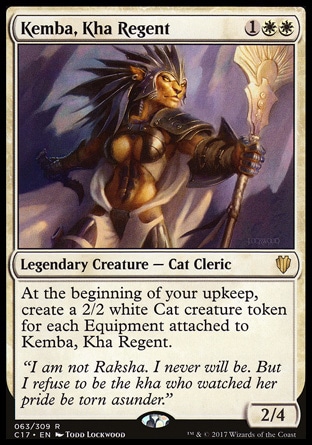 Kemba, Kha Regent 1
Legendary Creature — Cat Cleric
At the beginning of your upkeep,
create a 2/2 white Cat creature token
for each Equipment attached to
Kemba, Kha Regent.
“I am not Raksha. I never will be. But
I refuse to be the kha who watched her
pride be torn asunder.”
2/4
063/309 R
C17 • EN Todd Lockwood
™ & © 2017 Wizards of the Coast